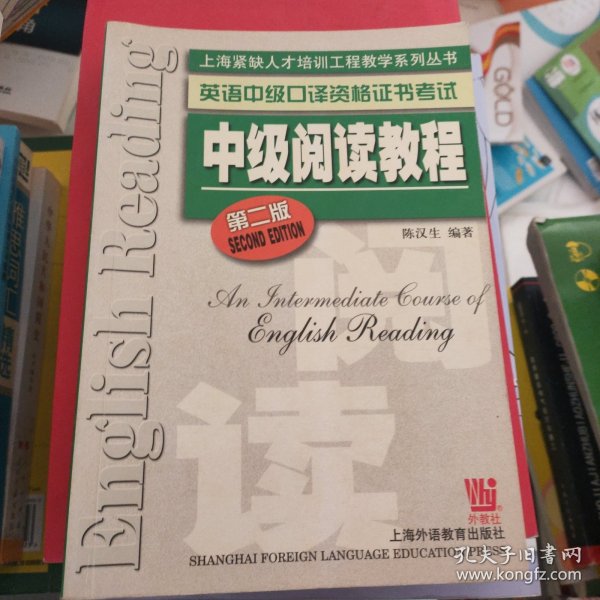 上海紧缺人才培训工程教学系列丛书
英语中级口译资格证书考试
中级阅读教程
第二版
SECOND EDITION
陈汉生 编著
An Intermediate Course of
English Reading
English Reading
阅
读
Why
®
外教社
上海外语教育出版社
SHANGHAI FOREIGN LANGUAGE EDUCATION PRESS
GOLD
孔夫子旧书网
www.kongfz.com